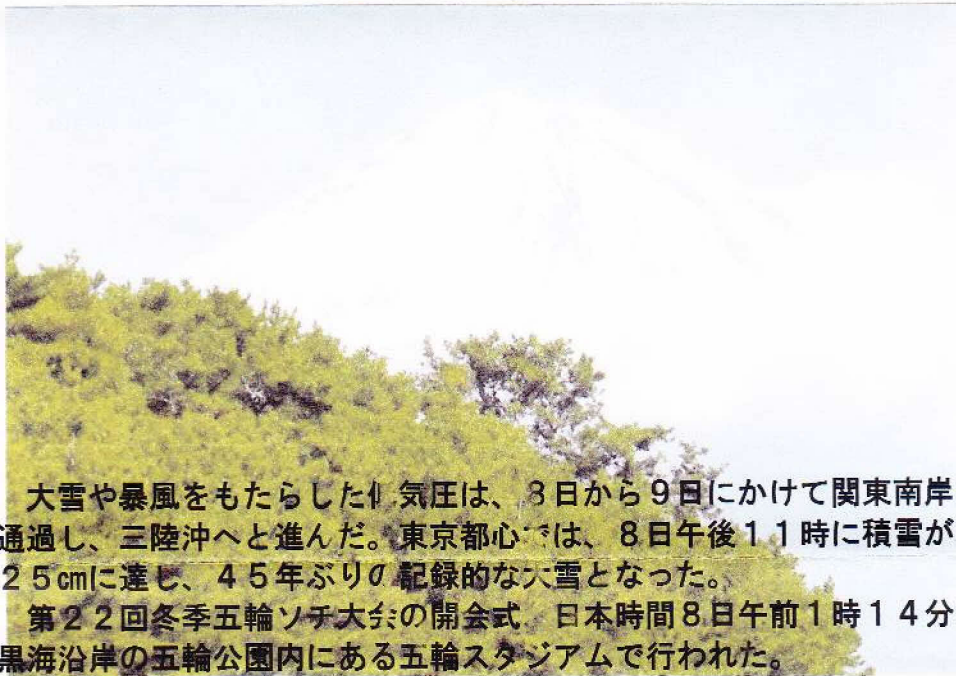 大雪や暴風をもたらした低気圧は、8日から9日にかけて関東南岸
通過し、三陸沖へと進んだ。東京都心では、8日午後11時に積雪が
25㎝に達し、45年ぶりの記録的な大雪となった。
第22回冬季五輪ソチ大会の開会式 日本時間8日午前1時14分
黒海沿岸の五輪公園内にある五輪スタジアムで行われた。